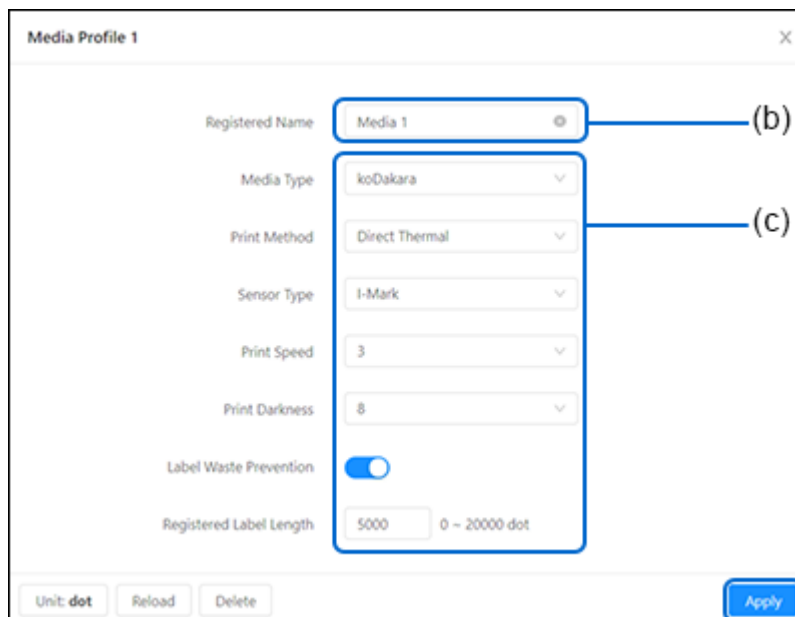 Media Profile 1
Registered Name Media 1 (b)
Media Type koDakara
Print Method Direct Thermal (c)
Sensor Type I-Mark
Print Speed 3
Print Darkness 8
Label Waste Prevention
Registered Label Length 5000 0 ~ 20000 dot
Unit: dot Reload Delete Apply